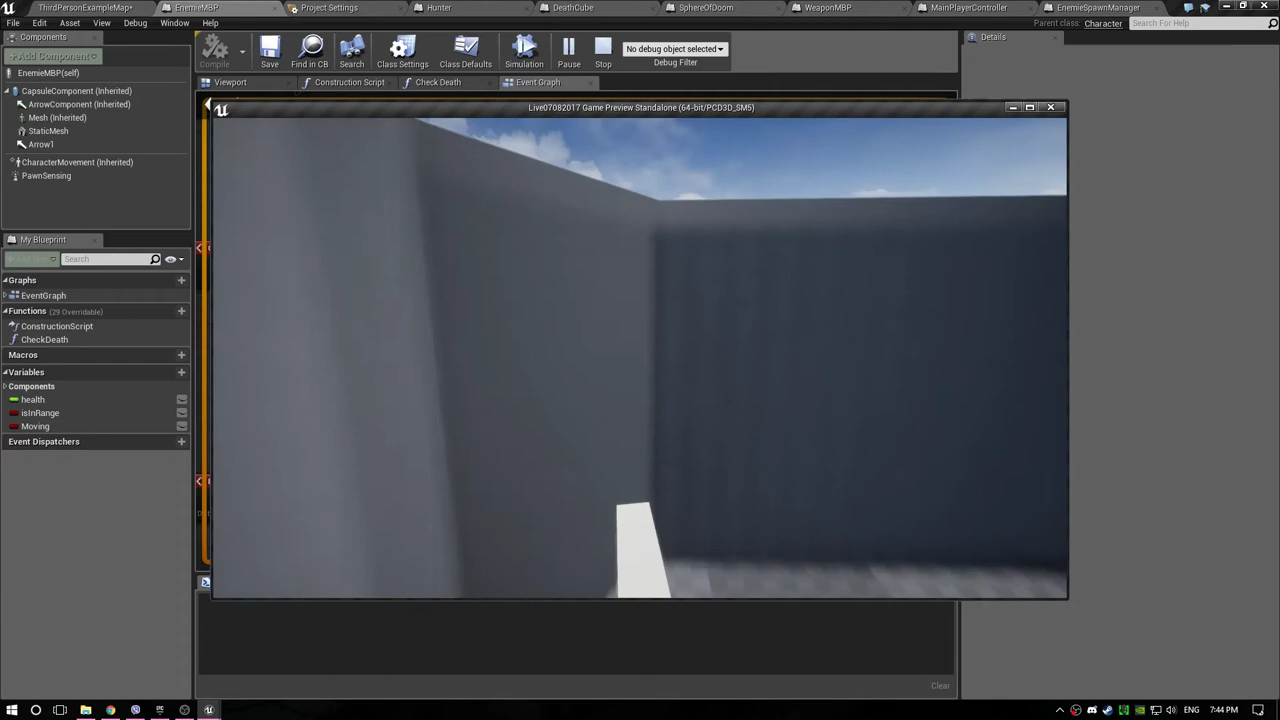 ThirdPersonExampleMap*
EnemieMBP
Project Settings
Hunter
DeathCube
SphereOfDoom
WeaponMBP
MainPlayerController
EnemieSpawnManager
File Edit Asset View Debug Window Help
Parent class: Character
Search For Help
Components
+Add Component
EnemieMBP(self)
CapsuleComponent (Inherited)
ArrowComponent (Inherited)
Mesh (Inherited)
StaticMesh
Arrow1
CharacterMovement (Inherited)
PawnSensing
Compile
Save
Find in CB
Search
Class Settings
Class Defaults
Simulation
Pause
Stop
No debug object selected
Debug Filter
Details
Viewport
Construction Script
Check Death
Event Graph
Live07082017 Game Preview Standalone (64-bit/PCD3D_SM5)
My Blueprint
Search
Graphs
EventGraph
Functions (29 Overridable)
ConstructionScript
CheckDeath
Macros
Variables
Components
health
isInRange
Moving
Event Dispatchers
Clear
ENG
7:44 PM